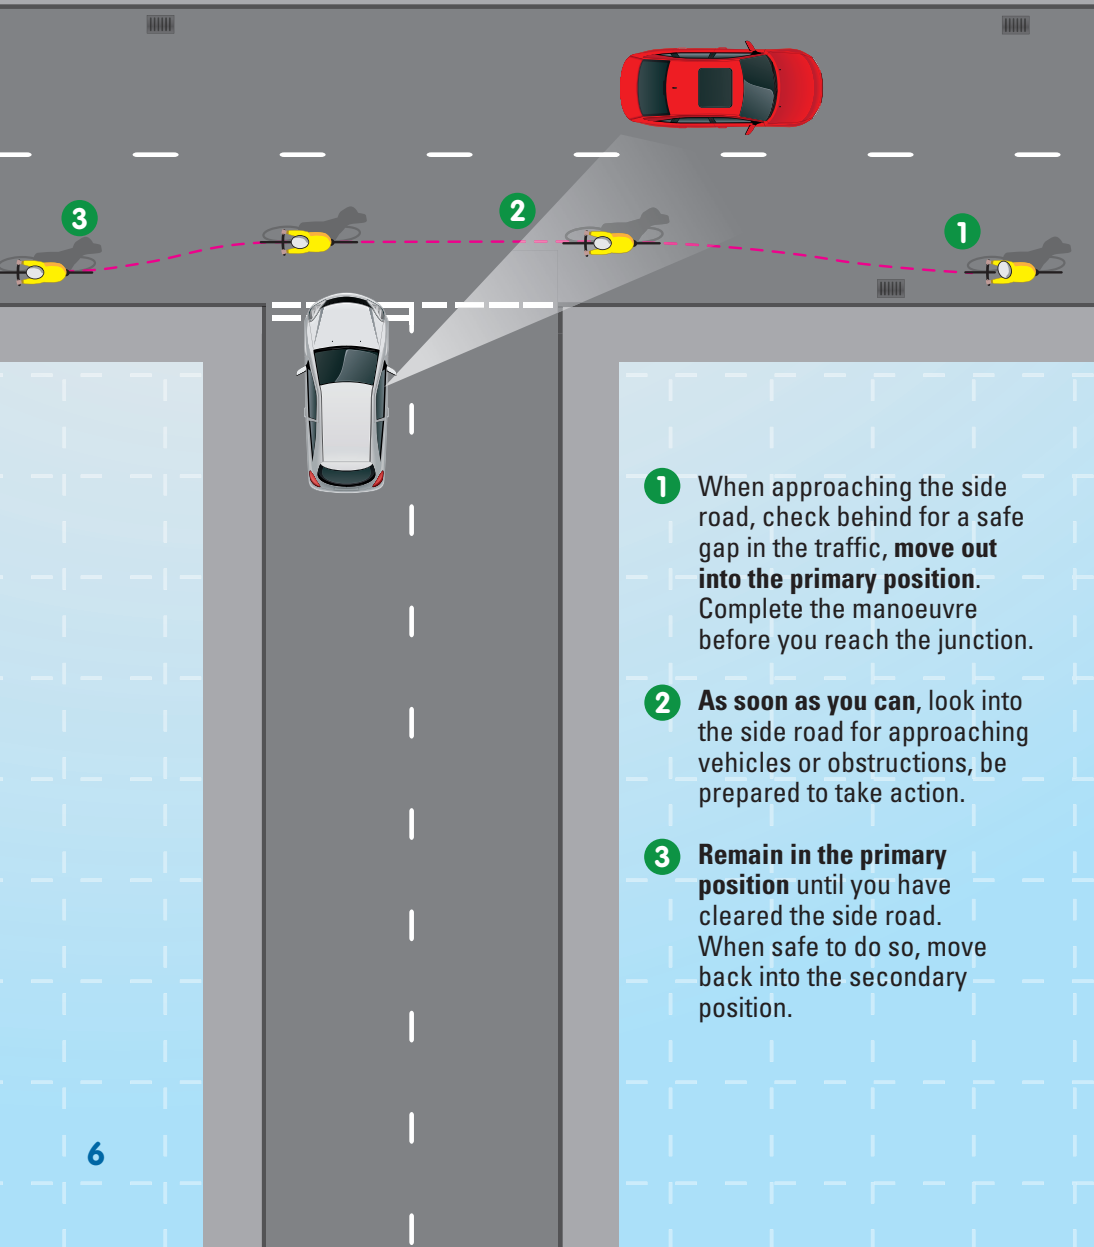 3
2
1
1 When approaching the side
road, check behind for a safe
gap in the traffic, move out
into the primary position.
Complete the manoeuvre
before you reach the junction.
2 As soon as you can, look into
the side road for approaching
vehicles or obstructions, be
prepared to take action.
3 Remain in the primary
position until you have
cleared the side road.
When safe to do so, move
back into the secondary
position.
6